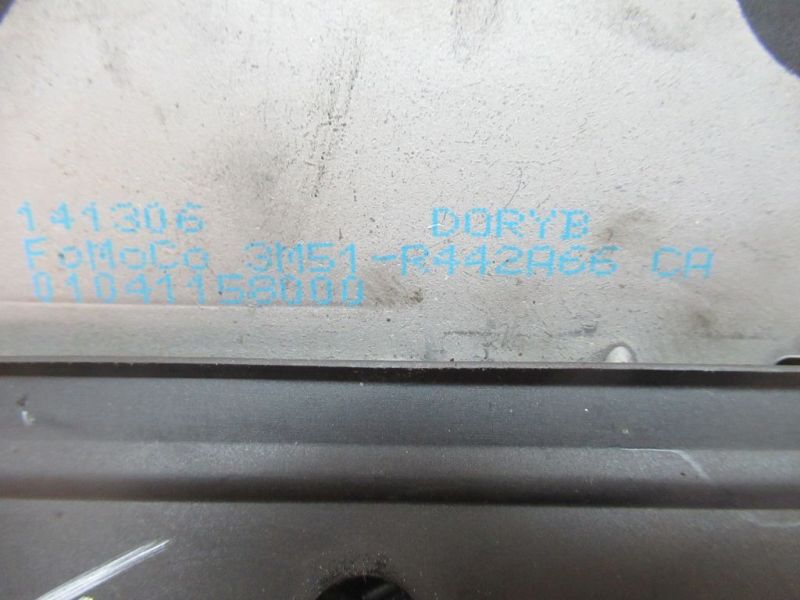 141306 DORYB
FoMoCo 3M51-R442A66 CA
01041158000